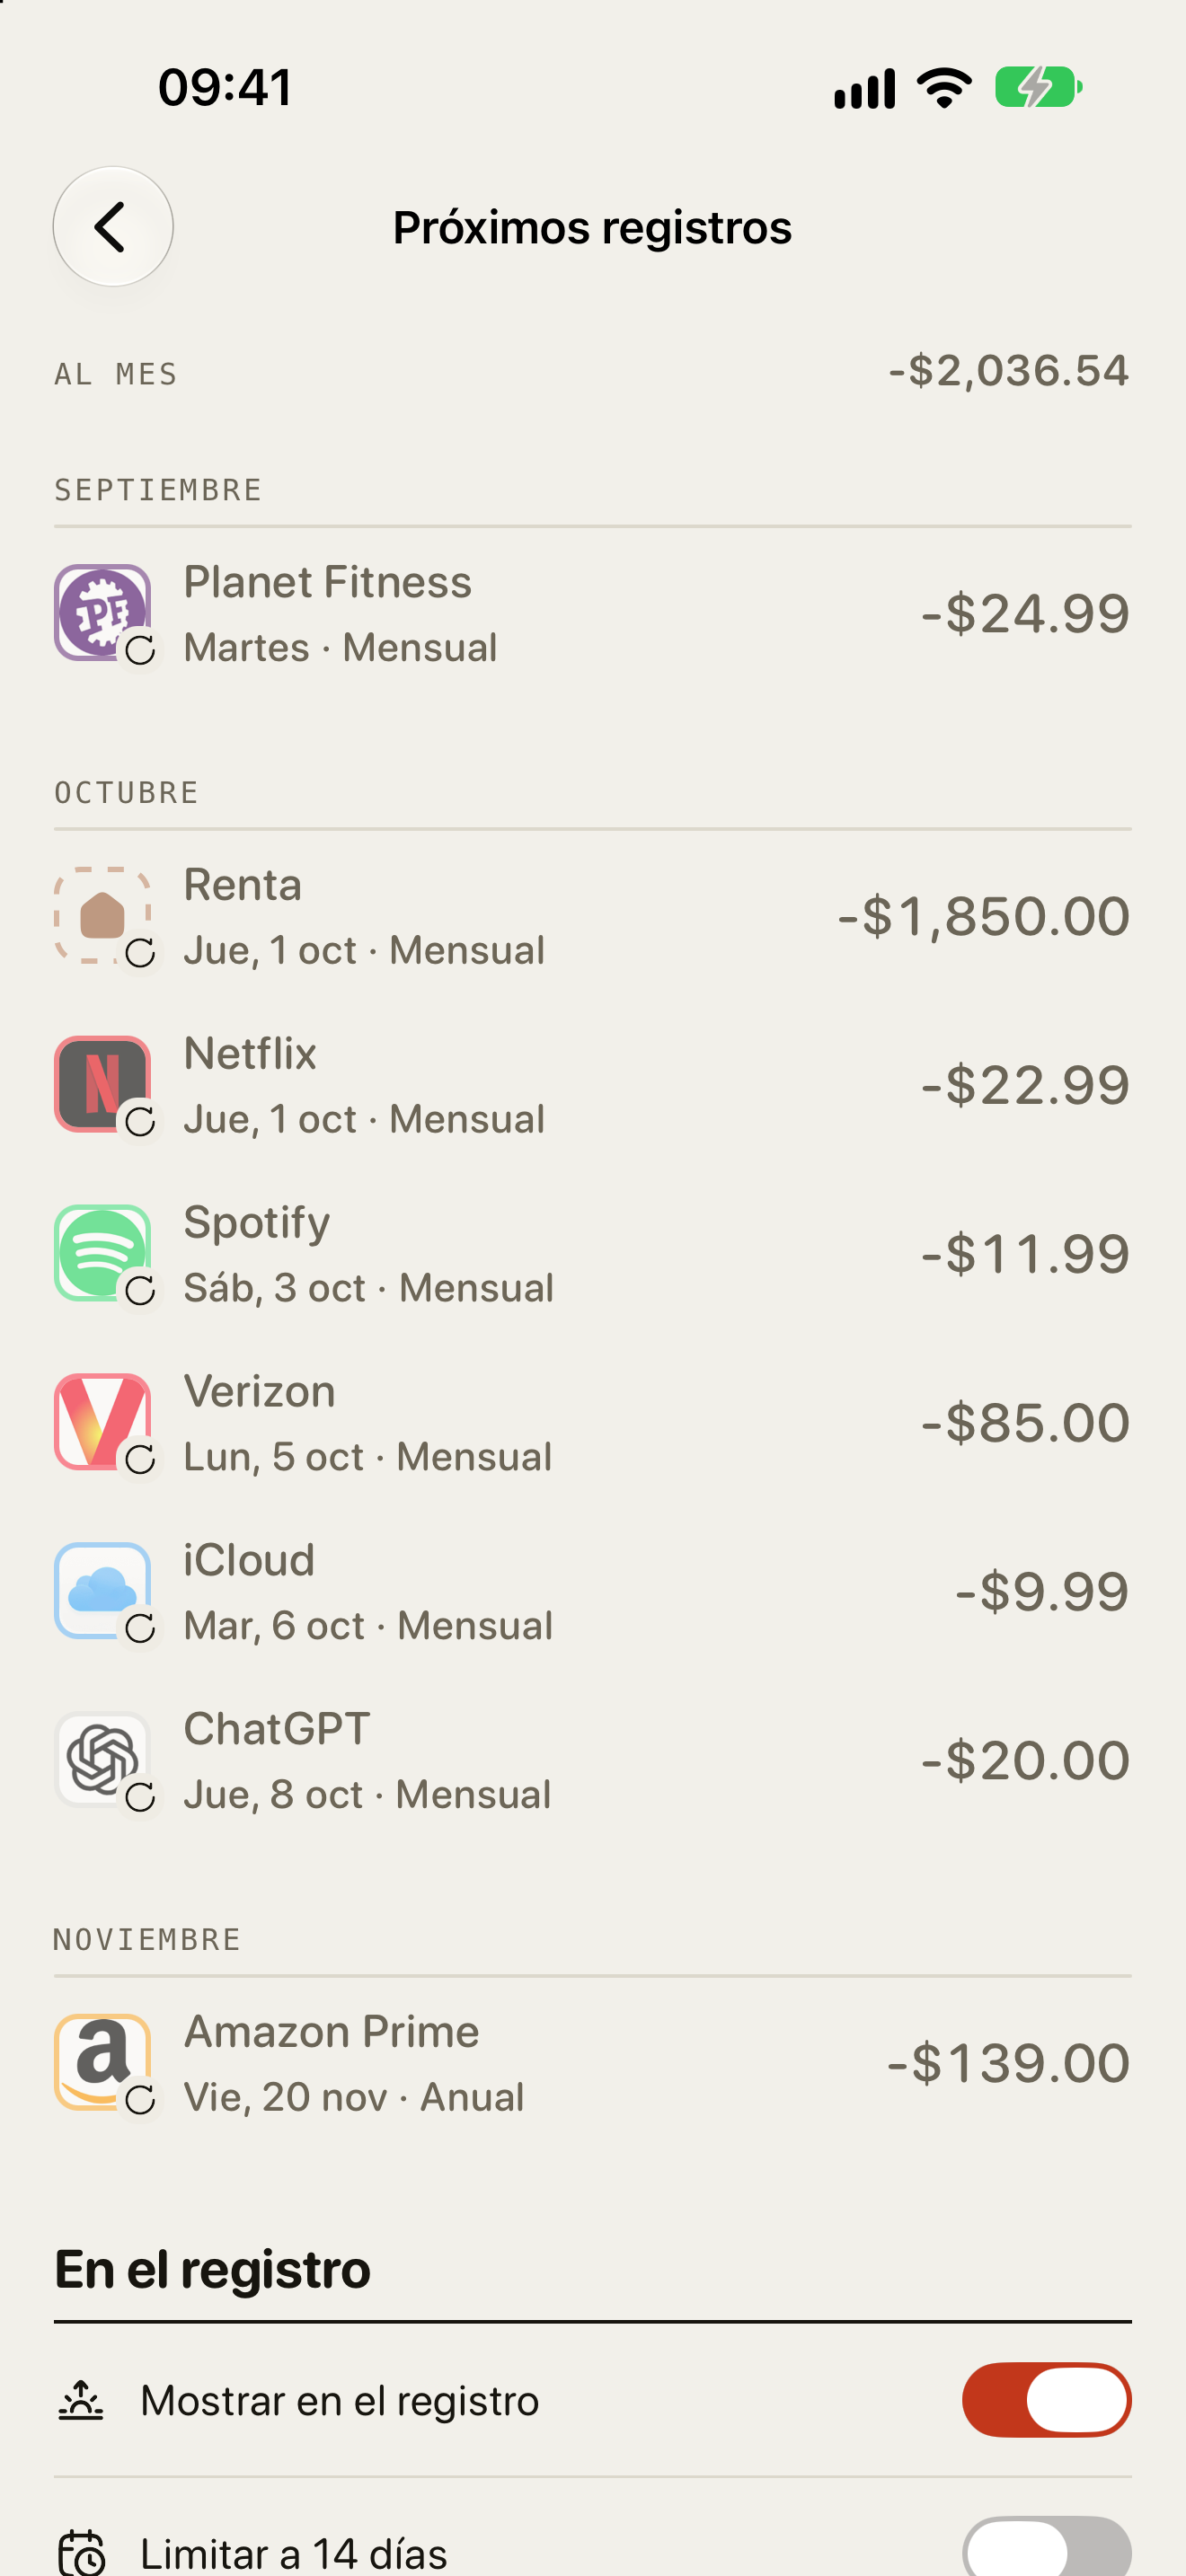 09:41
Próximos registros
AL MES -$2,036.54
SEPTIEMBRE
Planet Fitness
Martes · Mensual
-$24.99
OCTUBRE
Renta
Jue, 1 oct · Mensual
-$1,850.00
Netflix
Jue, 1 oct · Mensual
-$22.99
Spotify
Sáb, 3 oct · Mensual
-$11.99
Verizon
Lun, 5 oct · Mensual
-$85.00
iCloud
Mar, 6 oct · Mensual
-$9.99
ChatGPT
Jue, 8 oct · Mensual
-$20.00
NOVIEMBRE
Amazon Prime
Vie, 20 nov · Anual
-$139.00
En el registro
Mostrar en el registro
Limitar a 14 días